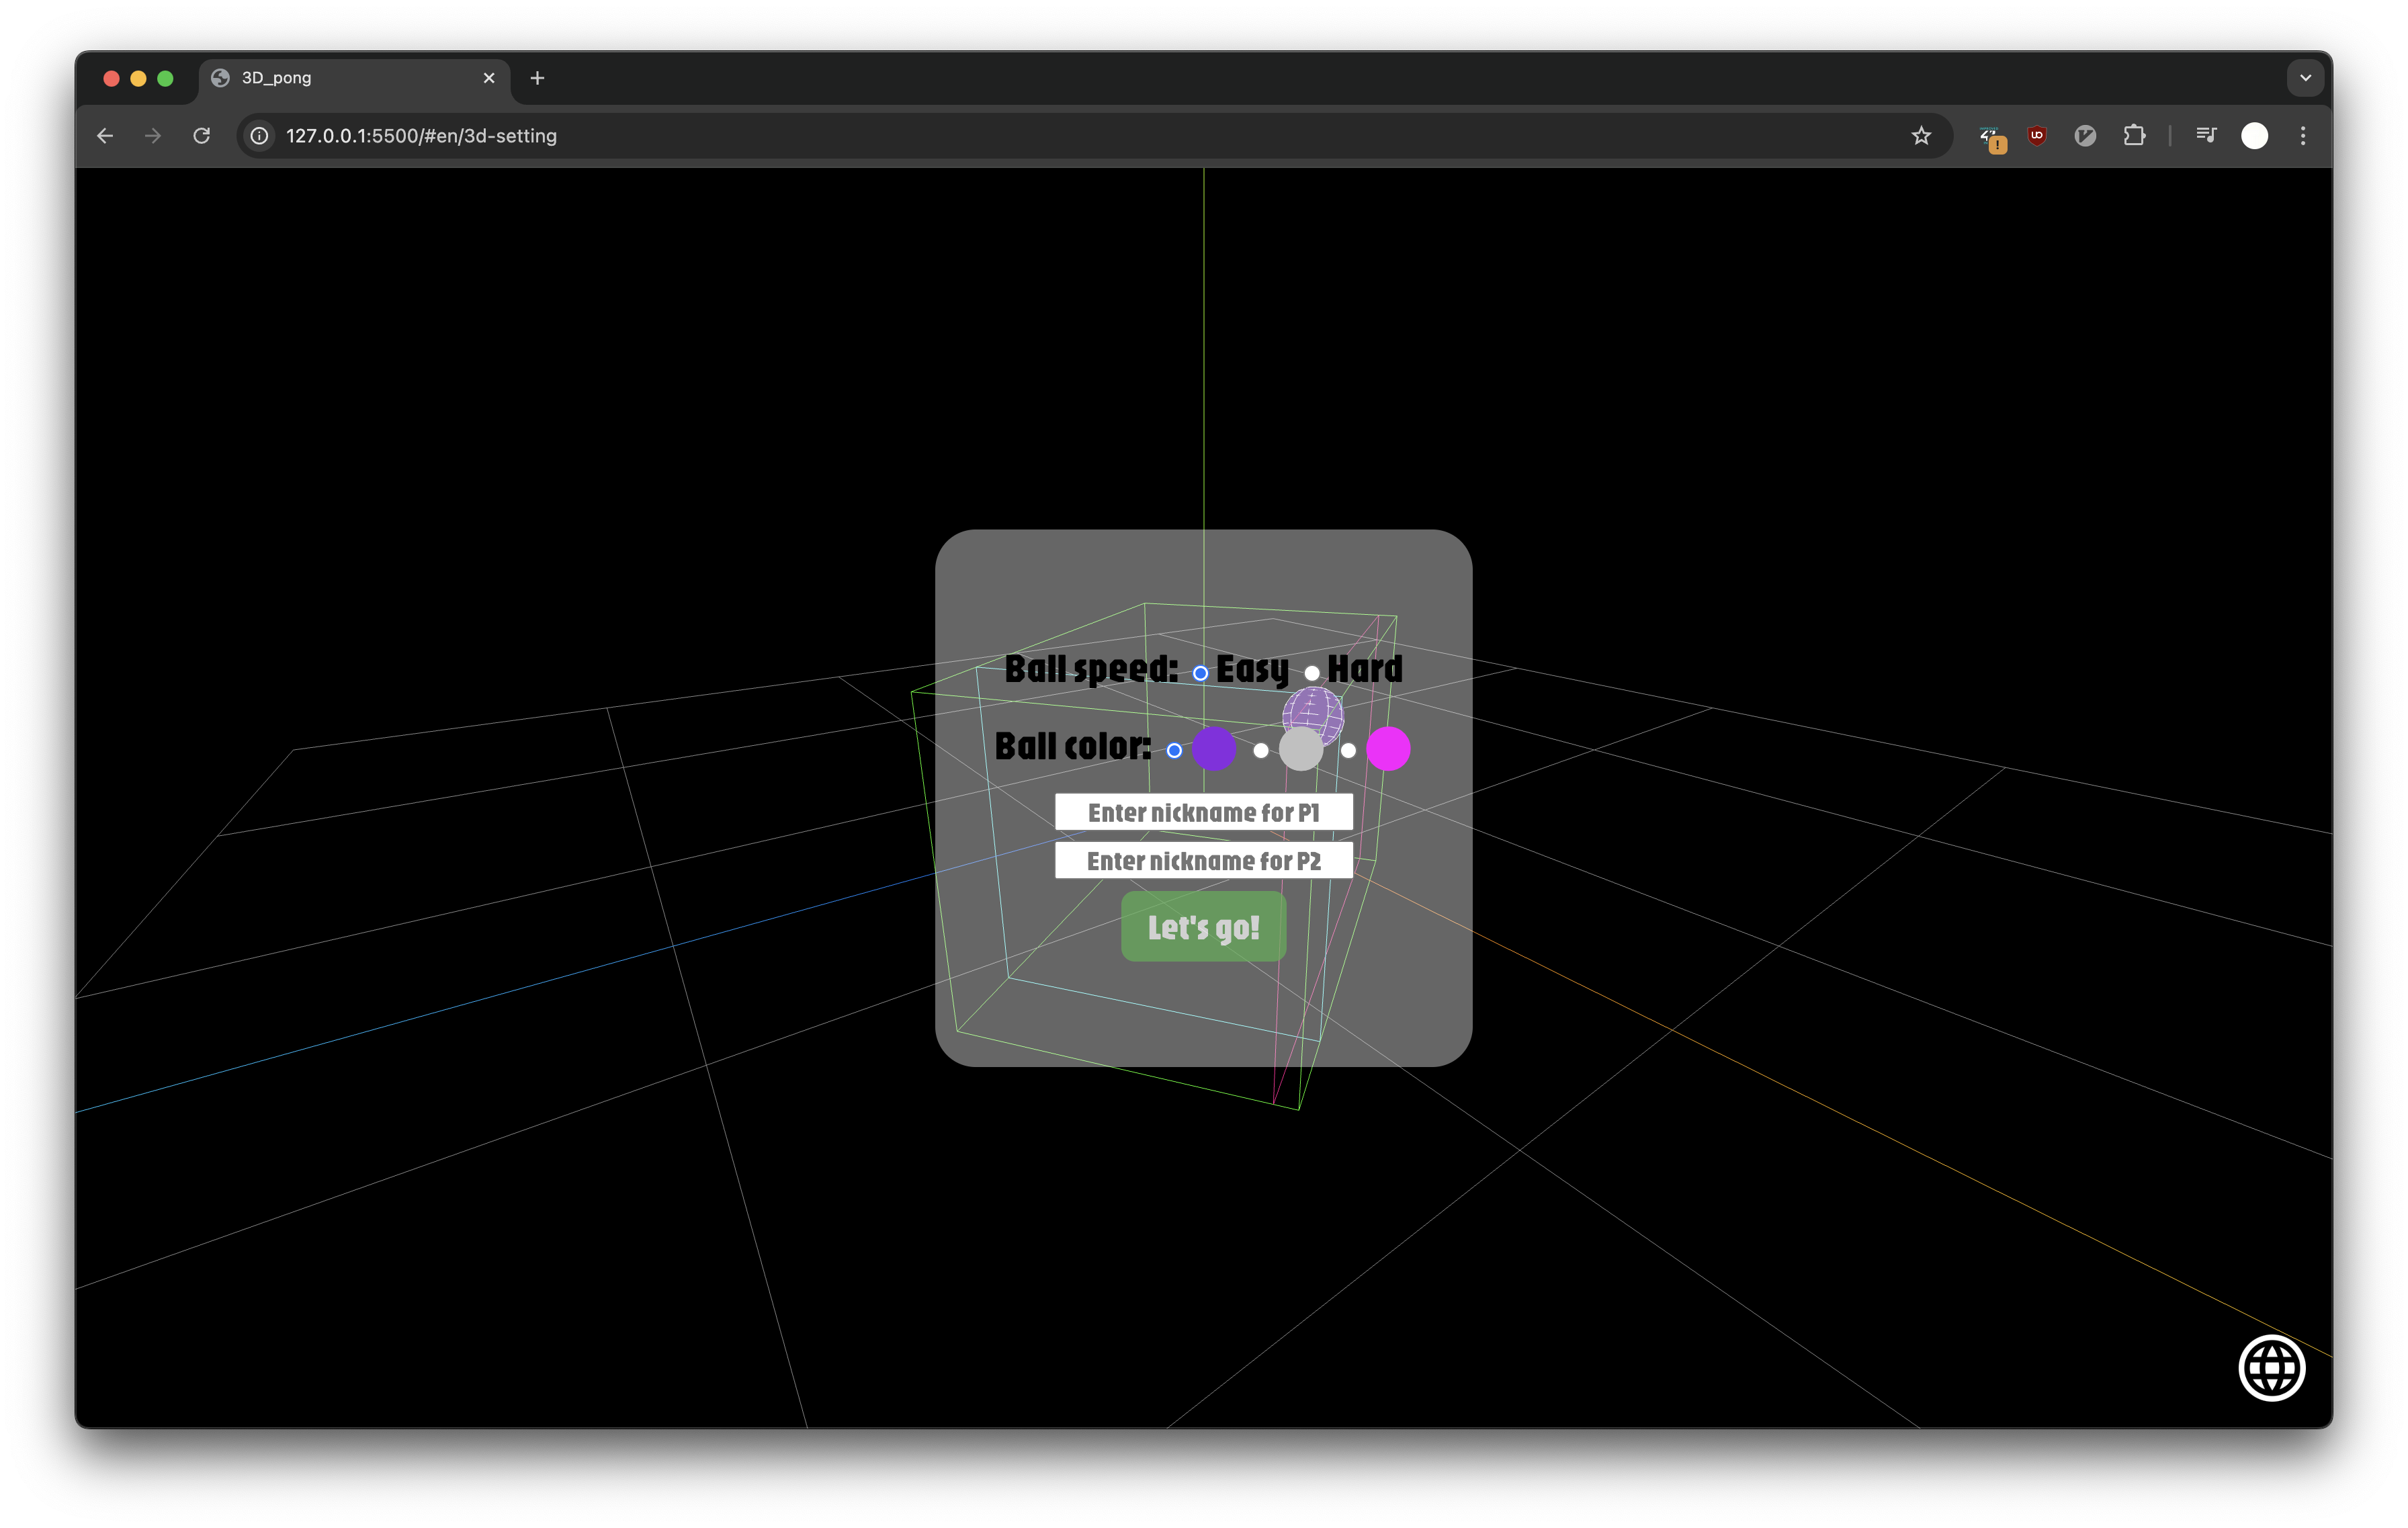 3D_pong
127.0.0.1:5500/#en/3d-setting
Ball speed: Easy Hard
Ball color:
Enter nickname for P1
Enter nickname for P2
Let's go!